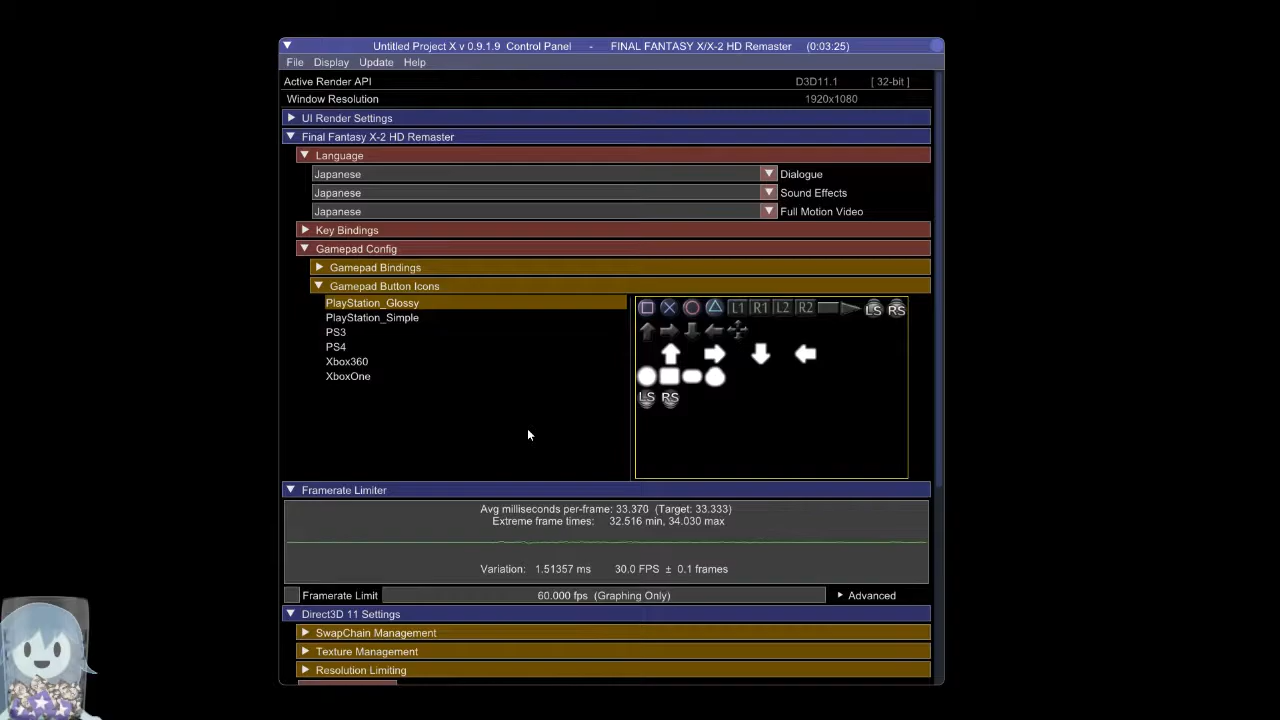 Untitled Project X v 0.9.1.9 Control Panel - FINAL FANTASY X/X-2 HD Remaster (0:03:25)
File Display Update Help
Active Render API D3D11.1 [ 32-bit ]
Window Resolution 1920x1080
UI Render Settings
Final Fantasy X-2 HD Remaster
Language
Japanese Dialogue
Japanese Sound Effects
Japanese Full Motion Video
Key Bindings
Gamepad Config
Gamepad Bindings
Gamepad Button Icons
PlayStation_Glossy
PlayStation_Simple
PS3
PS4
Xbox360
XboxOne
L1 R1 L2 R2 LS RS
LS RS
Framerate Limiter
Avg milliseconds per-frame: 33.370 (Target: 33.333)
Extreme frame times: 32.516 min, 34.030 max
Variation: 1.51357 ms 30.0 FPS ± 0.1 frames
Framerate Limit 60.000 fps (Graphing Only) Advanced
Direct3D 11 Settings
SwapChain Management
Texture Management
Resolution Limiting